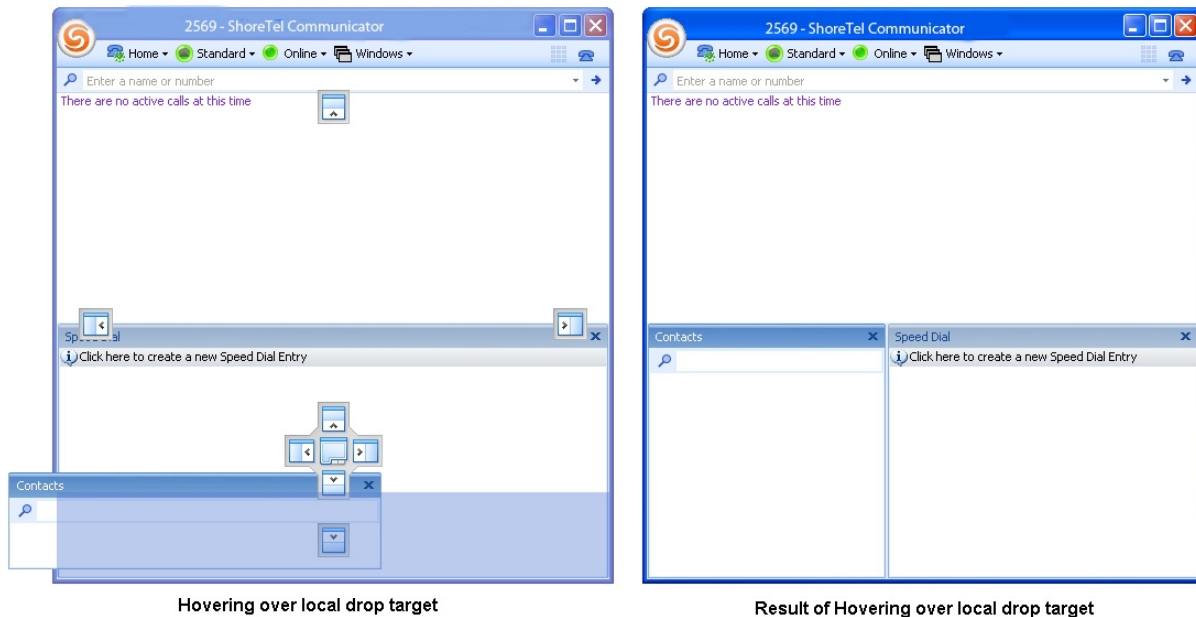 2569 - ShoreTel Communicator
Home Standard Online Windows
Enter a name or number
There are no active calls at this time
Speed Dial
Click here to create a new Speed Dial Entry
Contacts
Hovering over local drop target
2569 - ShoreTel Communicator
Home Standard Online Windows
Enter a name or number
There are no active calls at this time
Contacts
Speed Dial
Click here to create a new Speed Dial Entry
Result of Hovering over local drop target